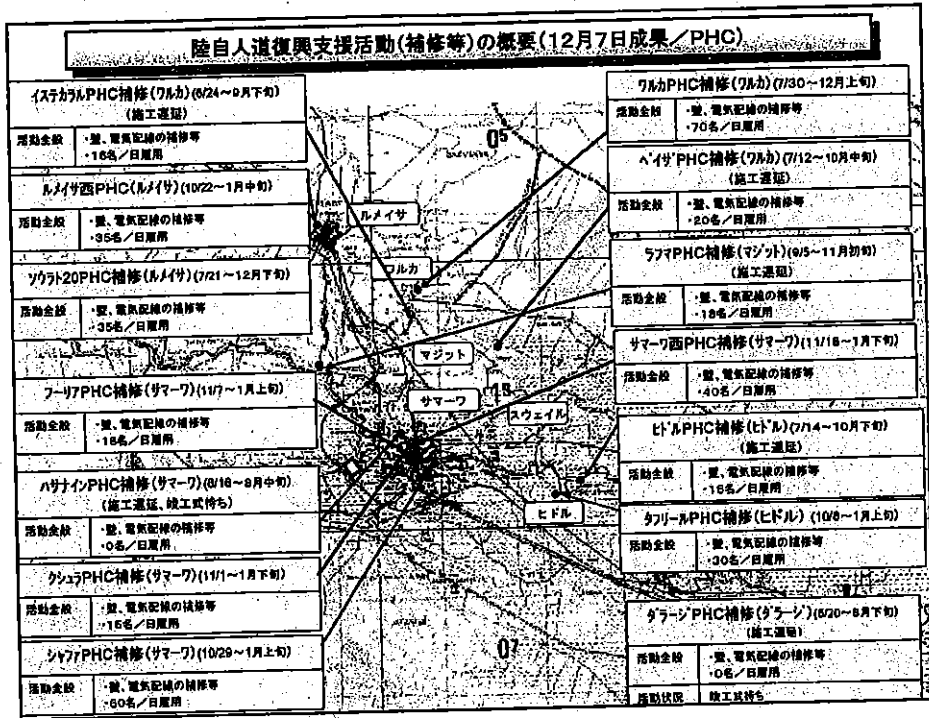 陸自人道復興支援活動(補修等)の概要(12月7日成果/PHC)
イステカラルPHC補修(ワルカ)(6/24~9月下旬)
(施工遅延)
活動全般
・壁、電気配線の補修等
・16名/日雇用
ルメイサ西PHC(ルメイサ)(10/22~1月中旬)
活動全般
・壁、電気配線の補修等
・35名/日雇用
ソウラト20PHC補修(ルメイサ)(7/21~12月下旬)
活動全般
・壁、電気配線の補修等
・35名/日雇用
フーリアPHC補修(サマーワ)(11/7~1月上旬)
活動全般
・壁、電気配線の補修等
・18名/日雇用
ハサナインPHC補修(サマーワ)(6/16~8月中旬)
(施工遅延、竣工式待ち)
活動全般
・壁、電気配線の補修等
・0名/日雇用
クシュラPHC補修(サマーワ)(11/1~1月下旬)
活動全般
・壁、電気配線の補修等
・15名/日雇用
シャファPHC補修(サマーワ)(10/29~1月上旬)
活動全般
・壁、電気配線の補修等
・60名/日雇用
ルメイサ
ワルカ
マジット
サマーワ
スウェイル
ヒドル
05
15
07
ワルカPHC補修(ワルカ)(7/30~12月上旬)
活動全般
・壁、電気配線の補修等
・70名/日雇用
ベイザPHC補修(ワルカ)(7/12~10月中旬)
(施工遅延)
活動全般
・壁、電気配線の補修等
・20名/日雇用
ラフマPHC補修(マジット)(9/5~11月初旬)
(施工遅延)
活動全般
・壁、電気配線の補修等
・18名/日雇用
サマーワ西PHC補修(サマーワ)(11/16~1月下旬)
活動全般
・壁、電気配線の補修等
・40名/日雇用
ヒドルPHC補修(ヒドル)(7/14~10月下旬)
(施工遅延)
活動全般
・壁、電気配線の補修等
・16名/日雇用
タフリールPHC補修(ヒドル)(10/8~1月上旬)
活動全般
・壁、電気配線の補修等
・30名/日雇用
ダラージPHC補修(ダラージ)(6/20~8月下旬)
(施工遅延)
活動全般
・壁、電気配線の補修等
・0名/日雇用
活動状況
竣工式待ち